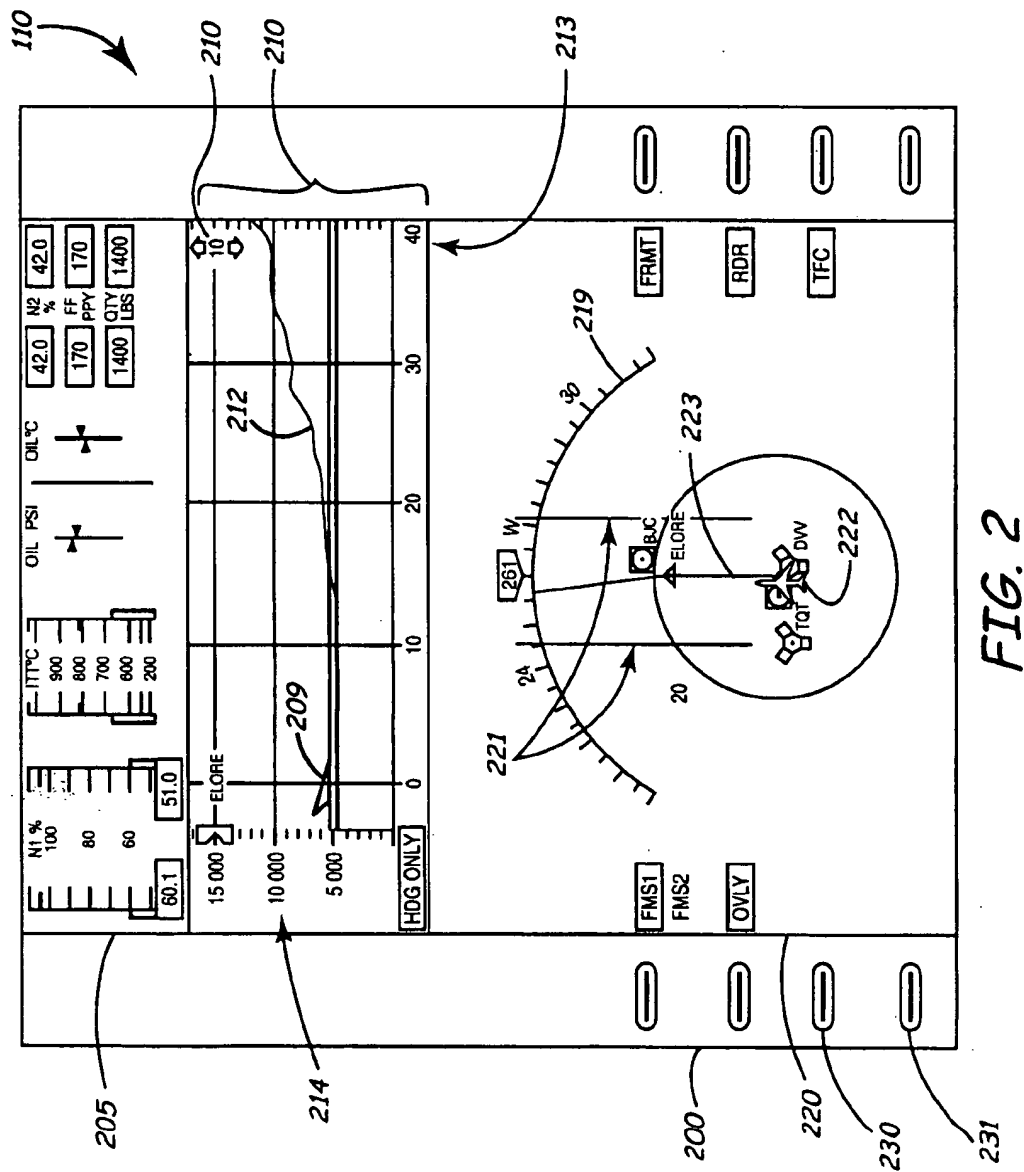 110
N1 %
100
80
60
60.1
51.0
ITT°C
900
800
700
600
200
OIL PSI
OIL°C
42.0 N2 % 42.0
170 FF PPY 170
1400 QTY LBS 1400
210
210
213
ELORE
15 000
10 000
5 000
10
209
212
0
10
20
30
40
HDG ONLY
214
205
FMS1
FMS2
OVLY
FRMT
RDR
TFC
24
261
W
30
219
BJC
ELORE
223
221
20
TQT
DVV
222
200
220
230
231
FIG. 2